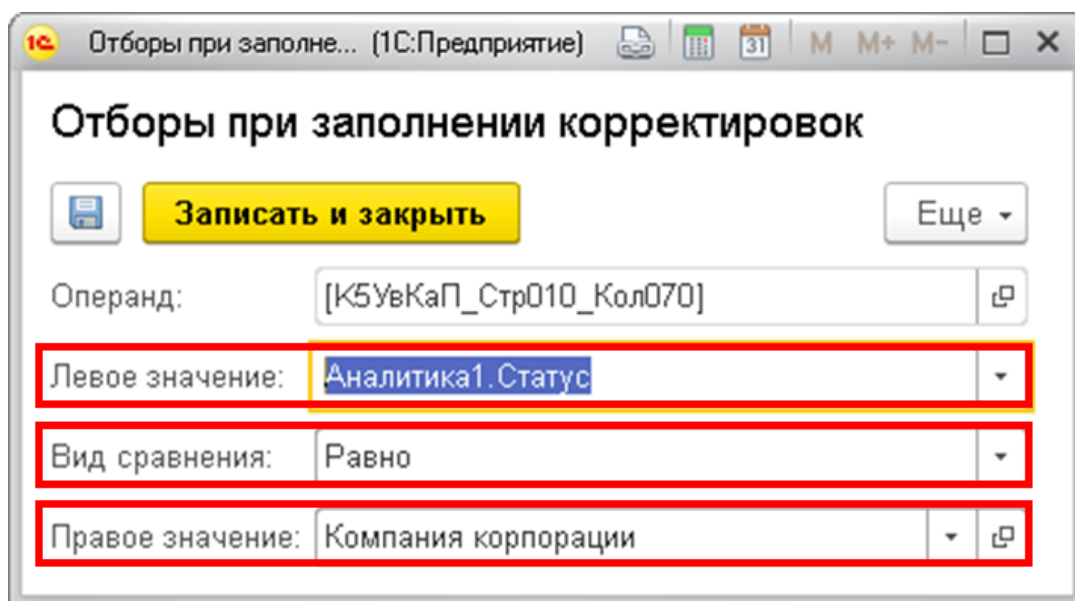 1С Отборы при заполне... (1С:Предприятие) 31 M M+ M-
Отборы при заполнении корректировок
Записать и закрыть Еще
Операнд: [К5УвКаП_Стр010_Кол070]
Левое значение: Аналитика1.Статус
Вид сравнения: Равно
Правое значение: Компания корпорации